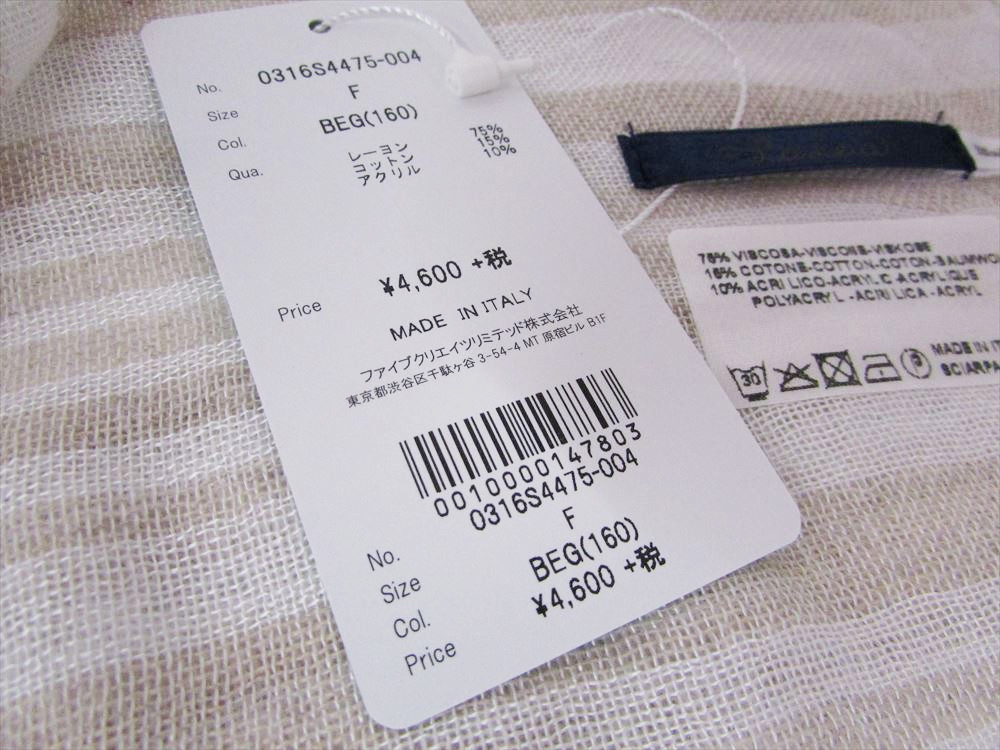 No. 0316S4475-004
Size F
Col. BEG(160)
Qua. レーヨン 75%
コットン 15%
アクリル 10%
Price ¥4,600 +税
MADE IN ITALY
ファイブクリエイツリミテッド株式会社
東京都渋谷区千駄ヶ谷 3-54-4 MT 原宿ビル B1F
0010000147803
No. 0316S4475-004
Size F
Col. BEG(160)
Price ¥4,600 +税
75% VISCOSA-VISCOSE-VISKOSE
15% COTONE-COTTON-COTON-BAUMWO
10% ACRILICO-ACRYLIC-ACRYLIQUE
POLYACRYL-ACRILICA-ACRYL
30
P
MADE IN IT
SCIARPA